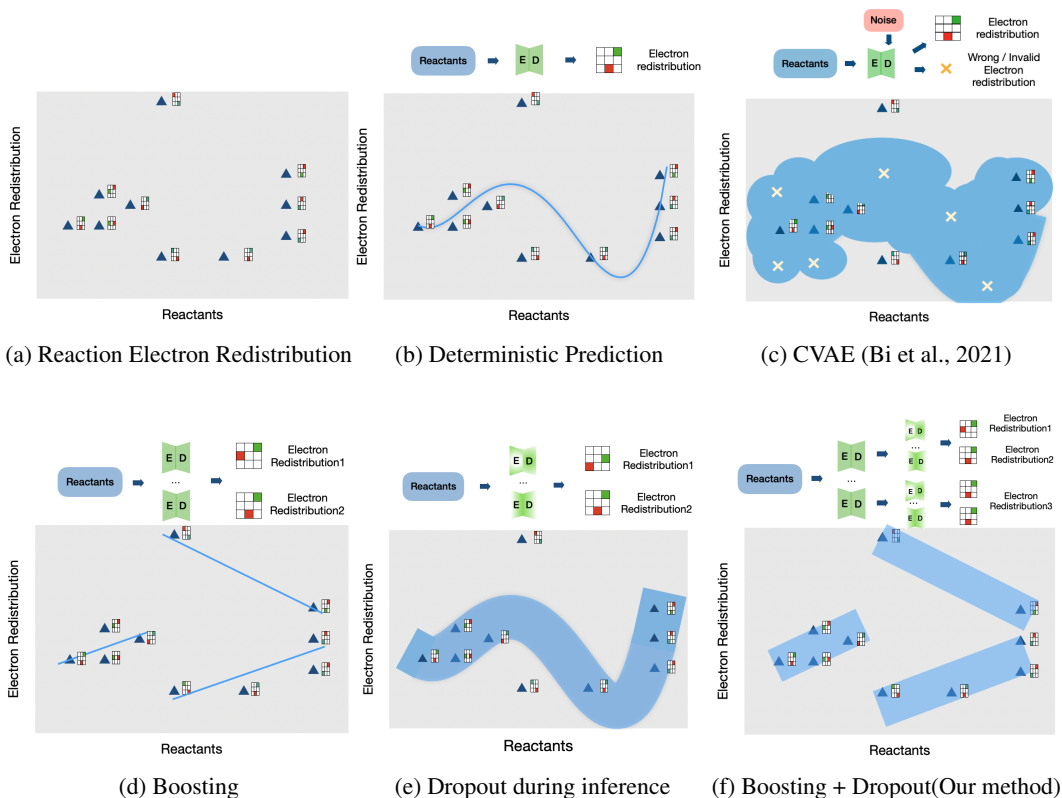 Electron Redistribution
Reactants
(a) Reaction Electron Redistribution
Reactants
E D
Electron
redistribution
Electron Redistribution
Reactants
(b) Deterministic Prediction
Noise
Reactants
E D
Electron
redistribution
Wrong / Invalid
Electron
redistribution
Electron Redistribution
Reactants
(c) CVAE (Bi et al., 2021)
Reactants
E D
...
E D
Electron
Redistribution1
Electron
Redistribution2
Electron Redistribution
Reactants
(d) Boosting
Reactants
E D
...
E D
Electron
Redistribution1
Electron
Redistribution2
Electron Redistribution
Reactants
(e) Dropout during inference
Reactants
E D
...
E D
E D
...
E D
E D
...
E D
Electron
Redistribution1
Electron
Redistribution2
Electron
Redistribution3
Electron Redistribution
Reactants
(f) Boosting + Dropout(Our method)